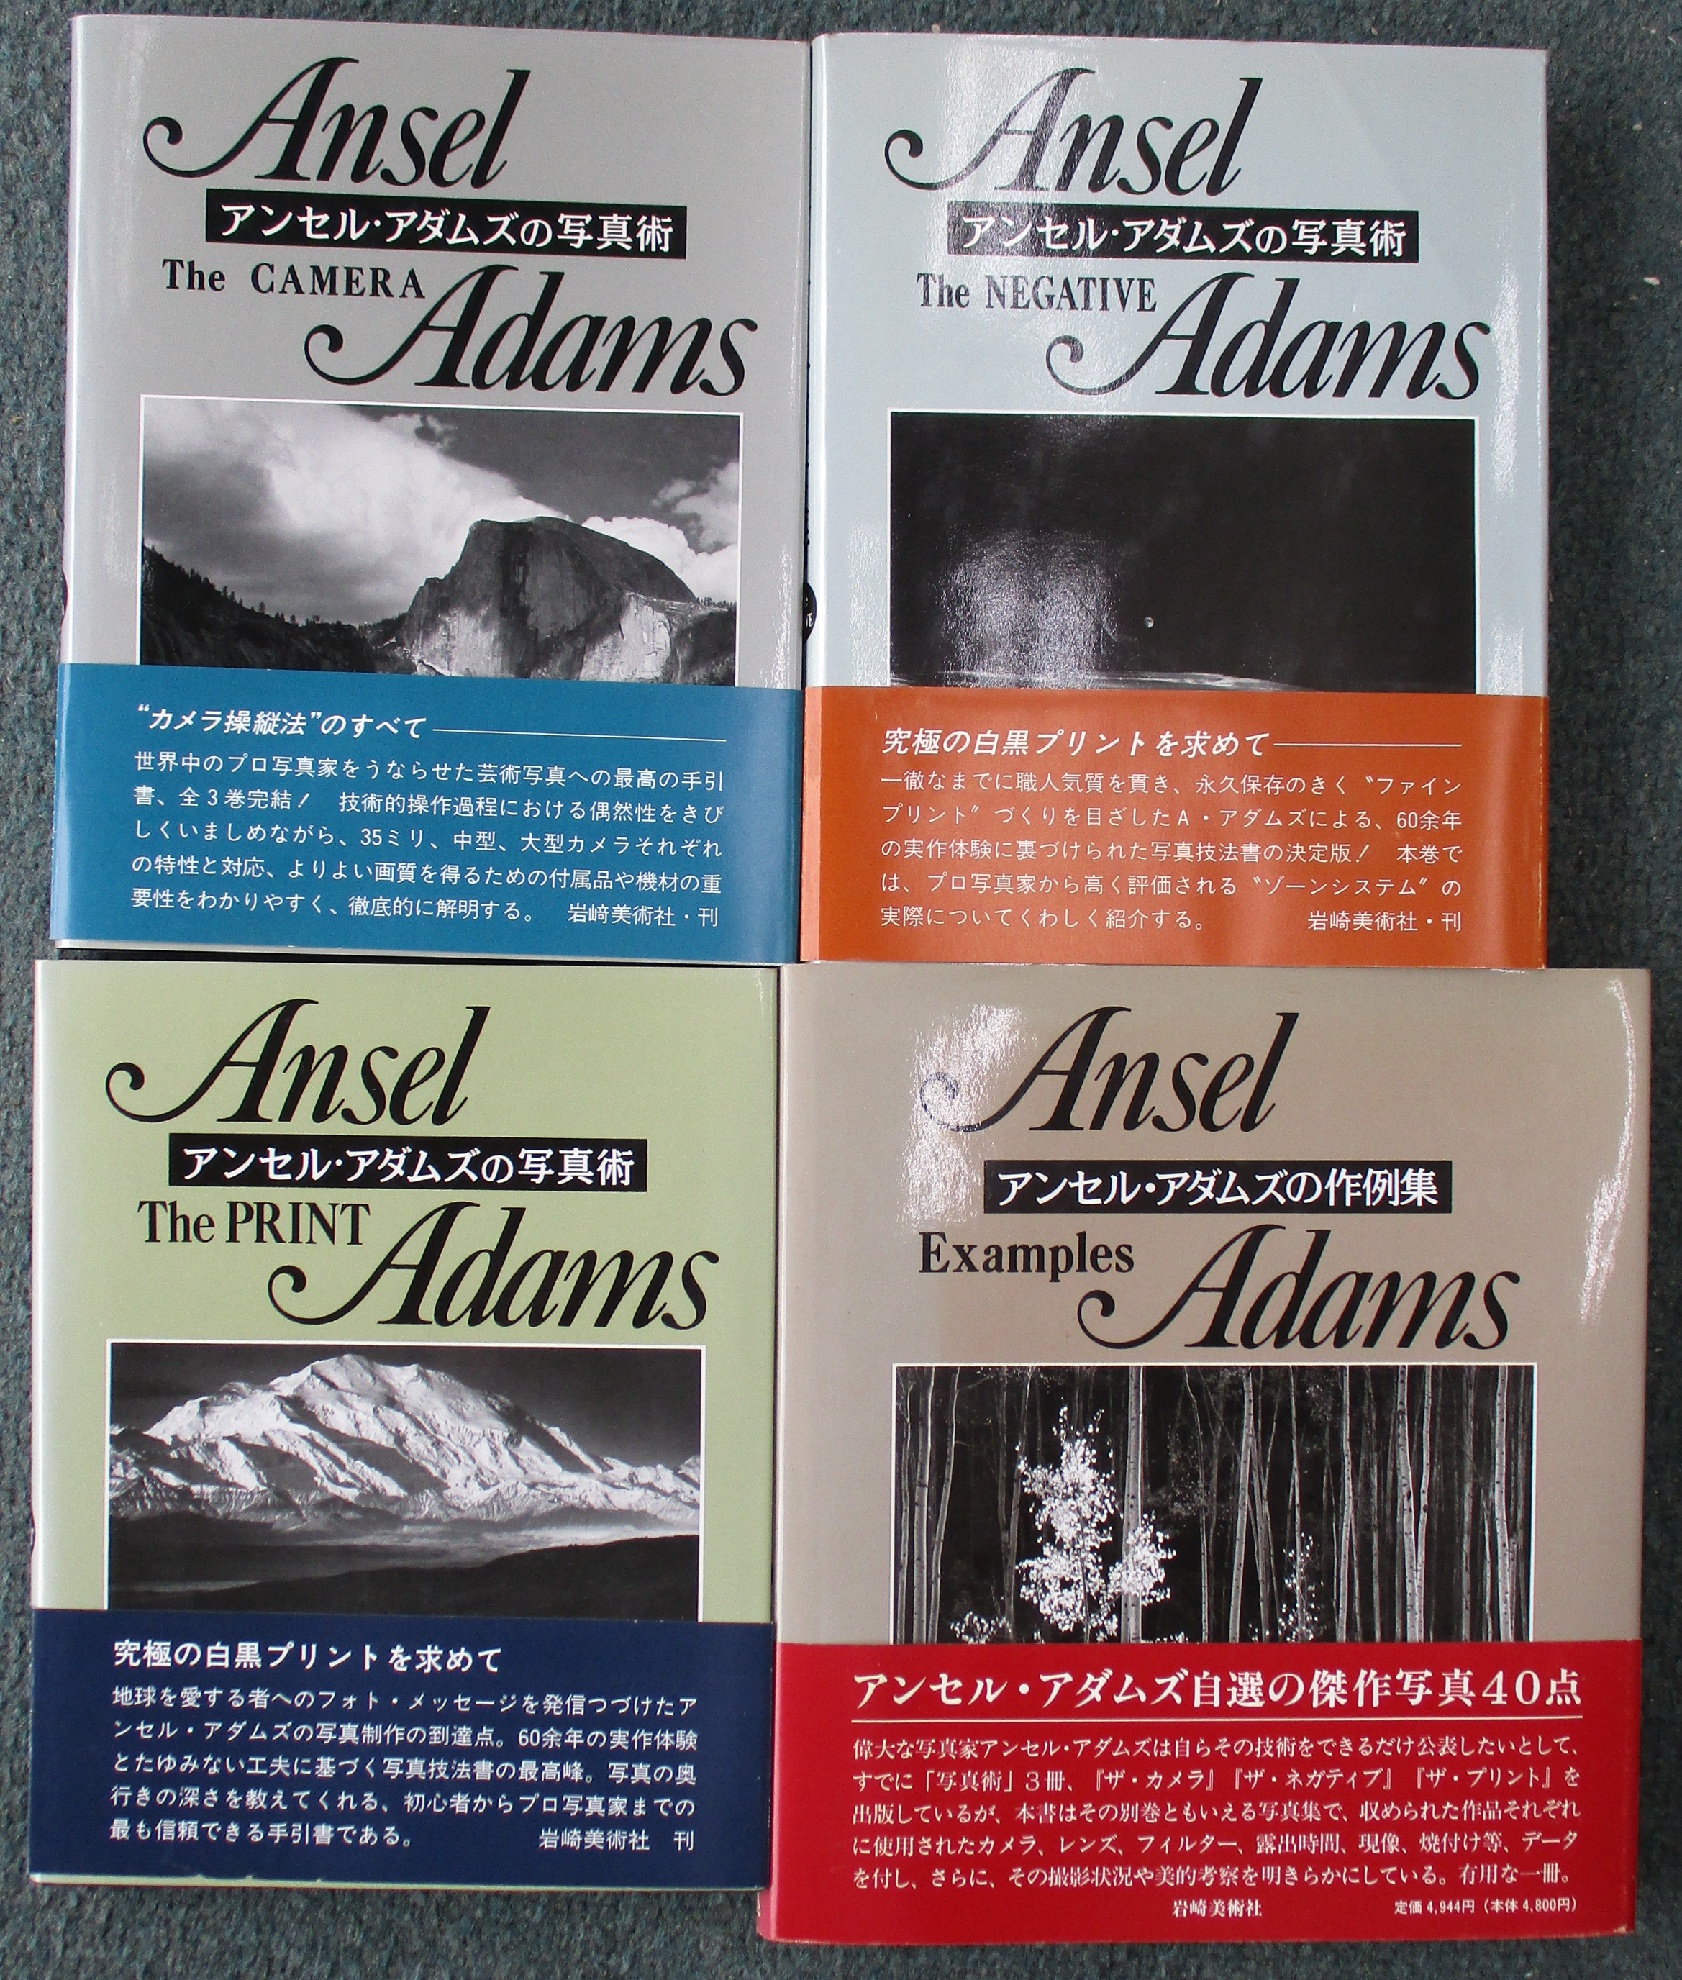 Ansel
アンセル・アダムズの写真術
The CAMERA
Adams
“カメラ操縦法”のすべて
世界中のプロ写真家をうならせた芸術写真への最高の手引
書、全3巻完結！ 技術的操作過程における偶然性をきび
しくいましめながら、35ミリ、中型、大型カメラそれぞれ
の特性と対応、よりよい画質を得るための付属品や機材の重
要性をわかりやすく、徹底的に解明する。 岩崎美術社・刊
Ansel
アンセル・アダムズの写真術
The NEGATIVE
Adams
究極の白黒プリントを求めて
一徹なまでに職人気質を貫き、永久保存のきく〝ファイン
プリント〞づくりを目ざしたA・アダムズによる、60余年
の実作体験に裏づけられた写真技法書の決定版！ 本巻で
は、プロ写真家から高く評価される〝ゾーンシステム〞の
実際についてくわしく紹介する。 岩崎美術社・刊
Ansel
アンセル・アダムズの写真術
The PRINT
Adams
究極の白黒プリントを求めて
地球を愛する者へのフォト・メッセージを発信つづけたア
ンセル・アダムズの写真制作の到達点。60余年の実作体験
とたゆみない工夫に基づく写真技法書の最高峰。写真の奥
行きの深さを教えてくれる、初心者からプロ写真家までの
最も信頼できる手引書である。 岩崎美術社 刊
Ansel
アンセル・アダムズの作例集
Examples
Adams
アンセル・アダムズ自選の傑作写真40点
偉大な写真家アンセル・アダムズは自らその技術をできるだけ公表したいとして、
すでに「写真術」3冊、『ザ・カメラ』『ザ・ネガティブ』『ザ・プリント』を
出版しているが、本書はその別巻ともいえる写真集で、収められた作品それぞれ
に使用されたカメラ、レンズ、フィルター、露出時間、現像、焼付け等、データ
を付し、さらに、その撮影状況や美的考察を明きらかにしている。有用な一冊。
岩崎美術社 定価4,944円（本体4,800円）